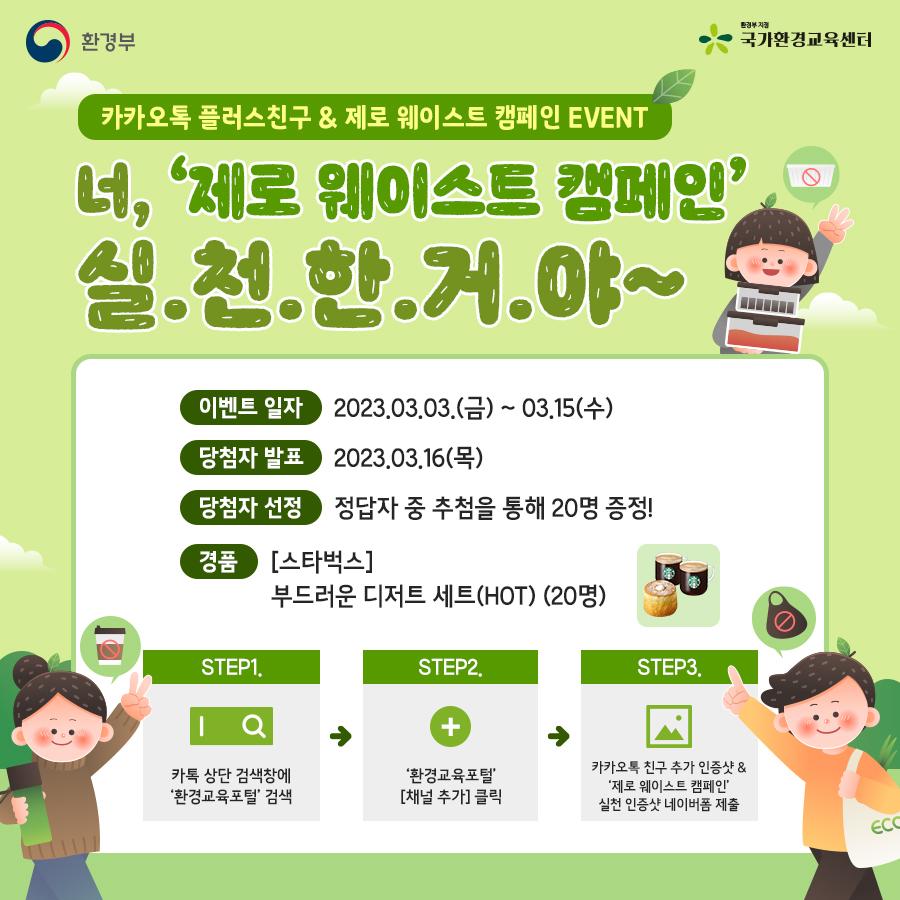 환경부
환경부 지정
국가환경교육센터
카카오톡 플러스친구 & 제로 웨이스트 캠페인 EVENT
너, ‘제로 웨이스트 캠페인’
실.천.한.거.야~
이벤트 일자 2023.03.03.(금) ~ 03.15(수)
당첨자 발표 2023.03.16(목)
당첨자 선정 정답자 중 추첨을 통해 20명 증정!
경품 [스타벅스]
부드러운 디저트 세트(HOT) (20명)
STEP1.
카톡 상단 검색창에
‘환경교육포털’ 검색
STEP2.
‘환경교육포털’
[채널 추가] 클릭
STEP3.
카카오톡 친구 추가 인증샷 &
‘제로 웨이스트 캠페인’
실천 인증샷 네이버폼 제출
ECO